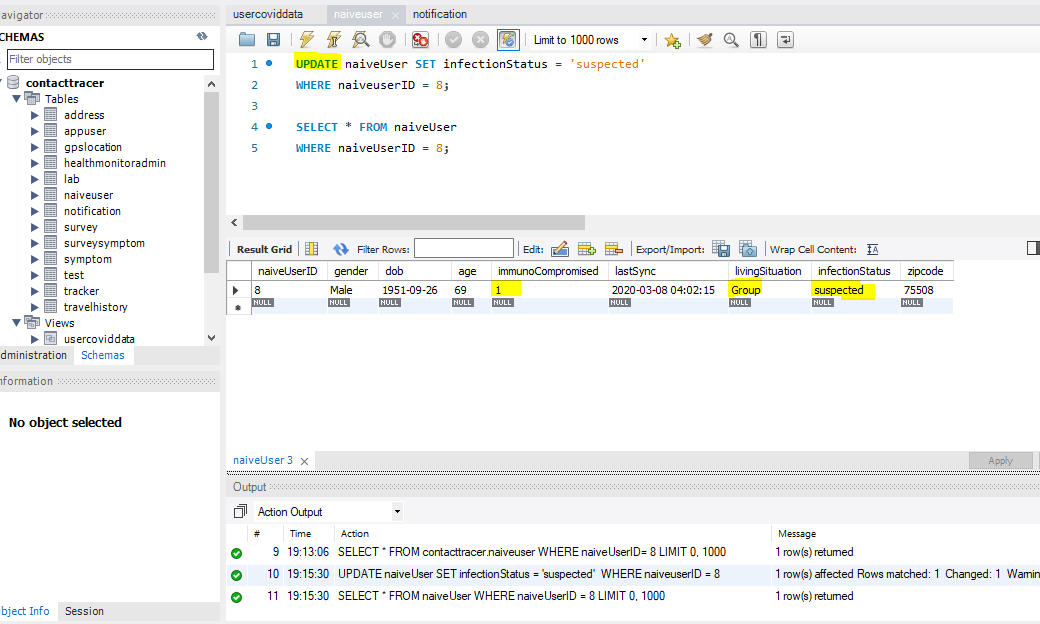 avigator
CHEMAS
Filter objects
contacttracer
Tables
address
appuser
gpslocation
healthmonitoradmin
lab
naiveuser
notification
survey
surveysymptom
symptom
test
tracker
travelhistory
Views
usercoviddata
dministration Schemas
nformation
No object selected
bject Info Session
usercoviddata naiveuser notification
Limit to 1000 rows
1 UPDATE naiveUser SET infectionStatus = 'suspected'
2 WHERE naiveuserID = 8;
3
4 SELECT * FROM naiveUser
5 WHERE naiveUserID = 8;
Result Grid Filter Rows: Edit: Export/Import: Wrap Cell Content: IA
naiveUserID gender dob age immunoCompromised lastSync livingSituation infectionStatus zipcode
8 Male 1951-09-26 69 1 2020-03-08 04:02:15 Group suspected 75508
NULL NULL NULL NULL NULL NULL NULL NULL NULL
naiveUser 3 Apply
Output
Action Output
# Time Action Message
9 19:13:06 SELECT * FROM contacttracer.naiveuser WHERE naiveUserID= 8 LIMIT 0, 1000 1 row(s) returned
10 19:15:30 UPDATE naiveUser SET infectionStatus = 'suspected' WHERE naiveuserID = 8 1 row(s) affected Rows matched: 1 Changed: 1 Warnin
11 19:15:30 SELECT * FROM naiveUser WHERE naiveUserID = 8 LIMIT 0, 1000 1 row(s) returned